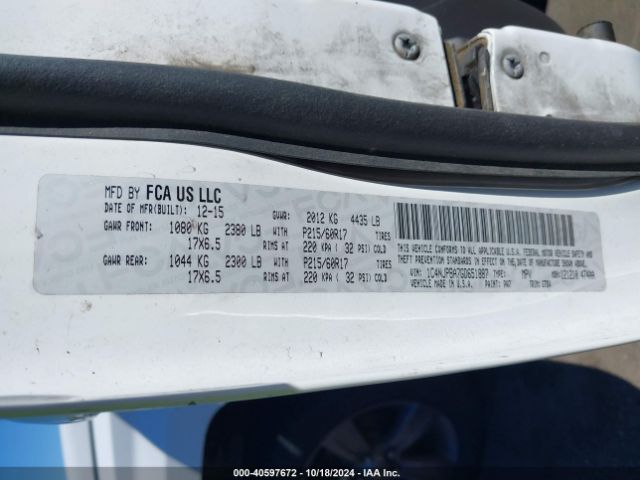 MFD BY FCA US LLC
DATE OF MFR(BUILT): 12-15 GVWR: 2012 KG 4435 LB
GAWR FRONT: 1080 KG 2380 LB WITH P215/60R17 TIRES
17X6.5 RIMS AT 220 KPA ( 32 PSI) COLD
GAWR REAR: 1044 KG 2300 LB WITH P215/60R17 TIRES
17X6.5 RIMS AT 220 KPA ( 32 PSI) COLD
THIS VEHICLE CONFORMS TO ALL APPLICABLE U.S.A. FEDERAL MOTOR VEHICLE SAFETY AND
THEFT PREVENTION STANDARDS IN EFFECT ON THE DATE OF MANUFACTURE SHOWN ABOVE.
VIN: 1C4NJPBA7GD651887 TYPE: MPV MDH: 121210 474AA
VEHICLE MADE IN U.S.A. PAINT: PW7 TRIM:
000-40597672 - 10/18/2024 - IAA Inc.